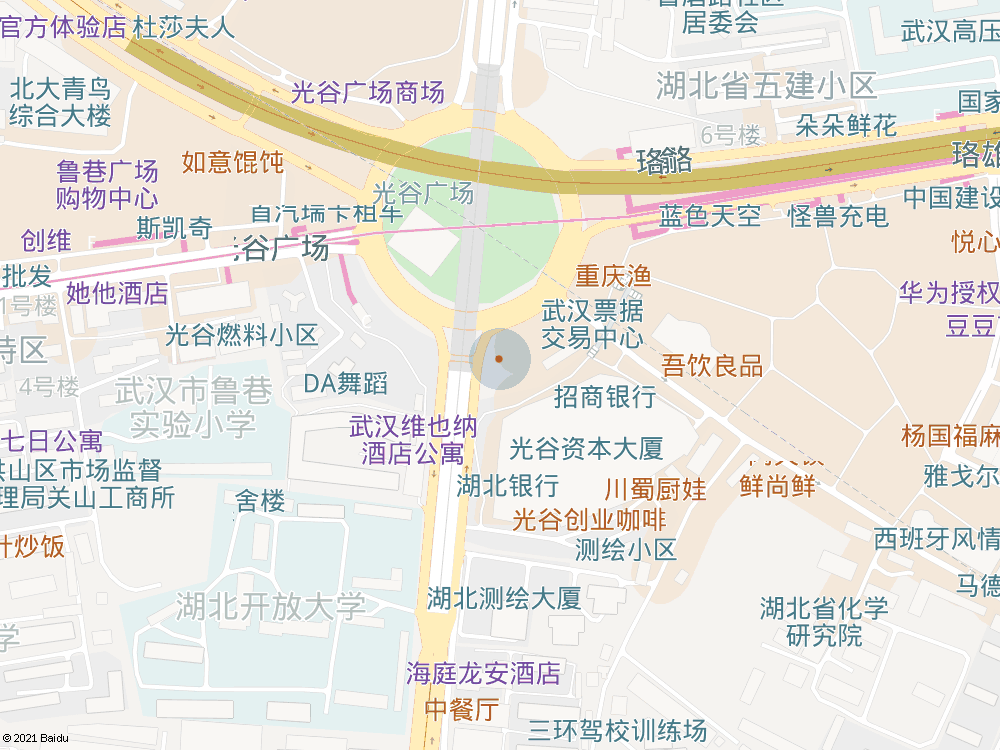 官方体验店
杜莎夫人
居委会
武汉高压
北大青鸟
综合大楼
光谷广场商场
湖北省五建小区
国家
6号楼
朵朵鲜花
鲁巷广场
购物中心
如意馄饨
珞雄
光谷广场
蓝色天空
怪兽充电
中国建设
创维
斯凯奇
谷广场
悦心
批发
她他酒店
1号楼
重庆渔
武汉票据
交易中心
华为授权
豆豆
光谷燃料小区
特区
4号楼
武汉市鲁巷
实验小学
DA舞蹈
吾饮良品
招商银行
七日公寓
武汉维也纳
酒店公寓
光谷资本大厦
杨国福麻
洪山区市场监督
理局关山工商所
湖北银行
川蜀厨娃
鲜尚鲜
雅戈尔
舍楼
光谷创业咖啡
测绘小区
西班牙风情
炒饭
湖北开放大学
湖北测绘大厦
湖北省化学
研究院
马德
学
海庭龙安酒店
中餐厅
三环驾校训练场
© 2021 Baidu